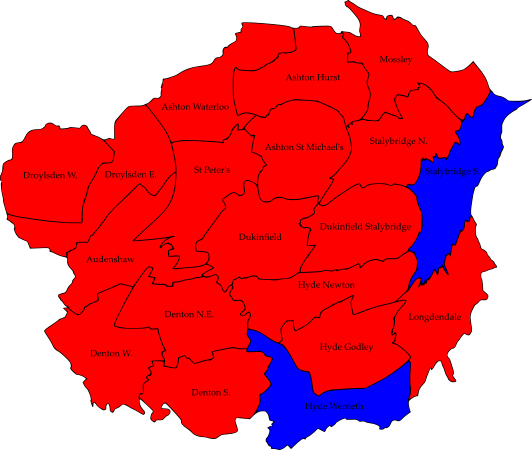 Mossley
Ashton Hurst
Ashton Waterloo
Stalybridge N.
Ashton St Michael's
St Peter's
Stalybridge S.
Droylsden W.
Droylsden E.
Dukinfield Stalybridge
Dukinfield
Audenshaw
Hyde Newton
Denton N.E.
Longdendale
Hyde Godley
Denton W.
Denton S.
Hyde Werneth